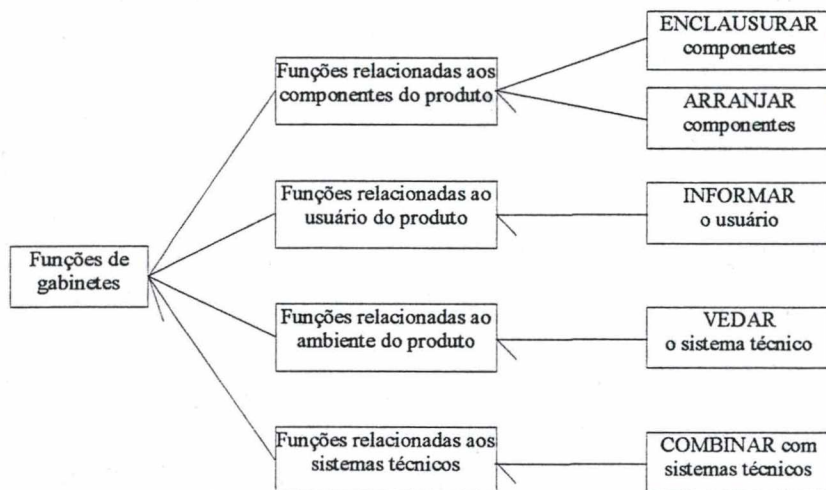 ENCLAUSURAR
componentes
Funções relacionadas aos
componentes do produto
ARRANJAR
componentes
Funções relacionadas ao
usuário do produto
INFORMAR
o usuário
Funções de
gabinetes
Funções relacionadas ao
ambiente do produto
VEDAR
o sistema técnico
Funções relacionadas aos
sistemas técnicos
COMBINAR com
sistemas técnicos